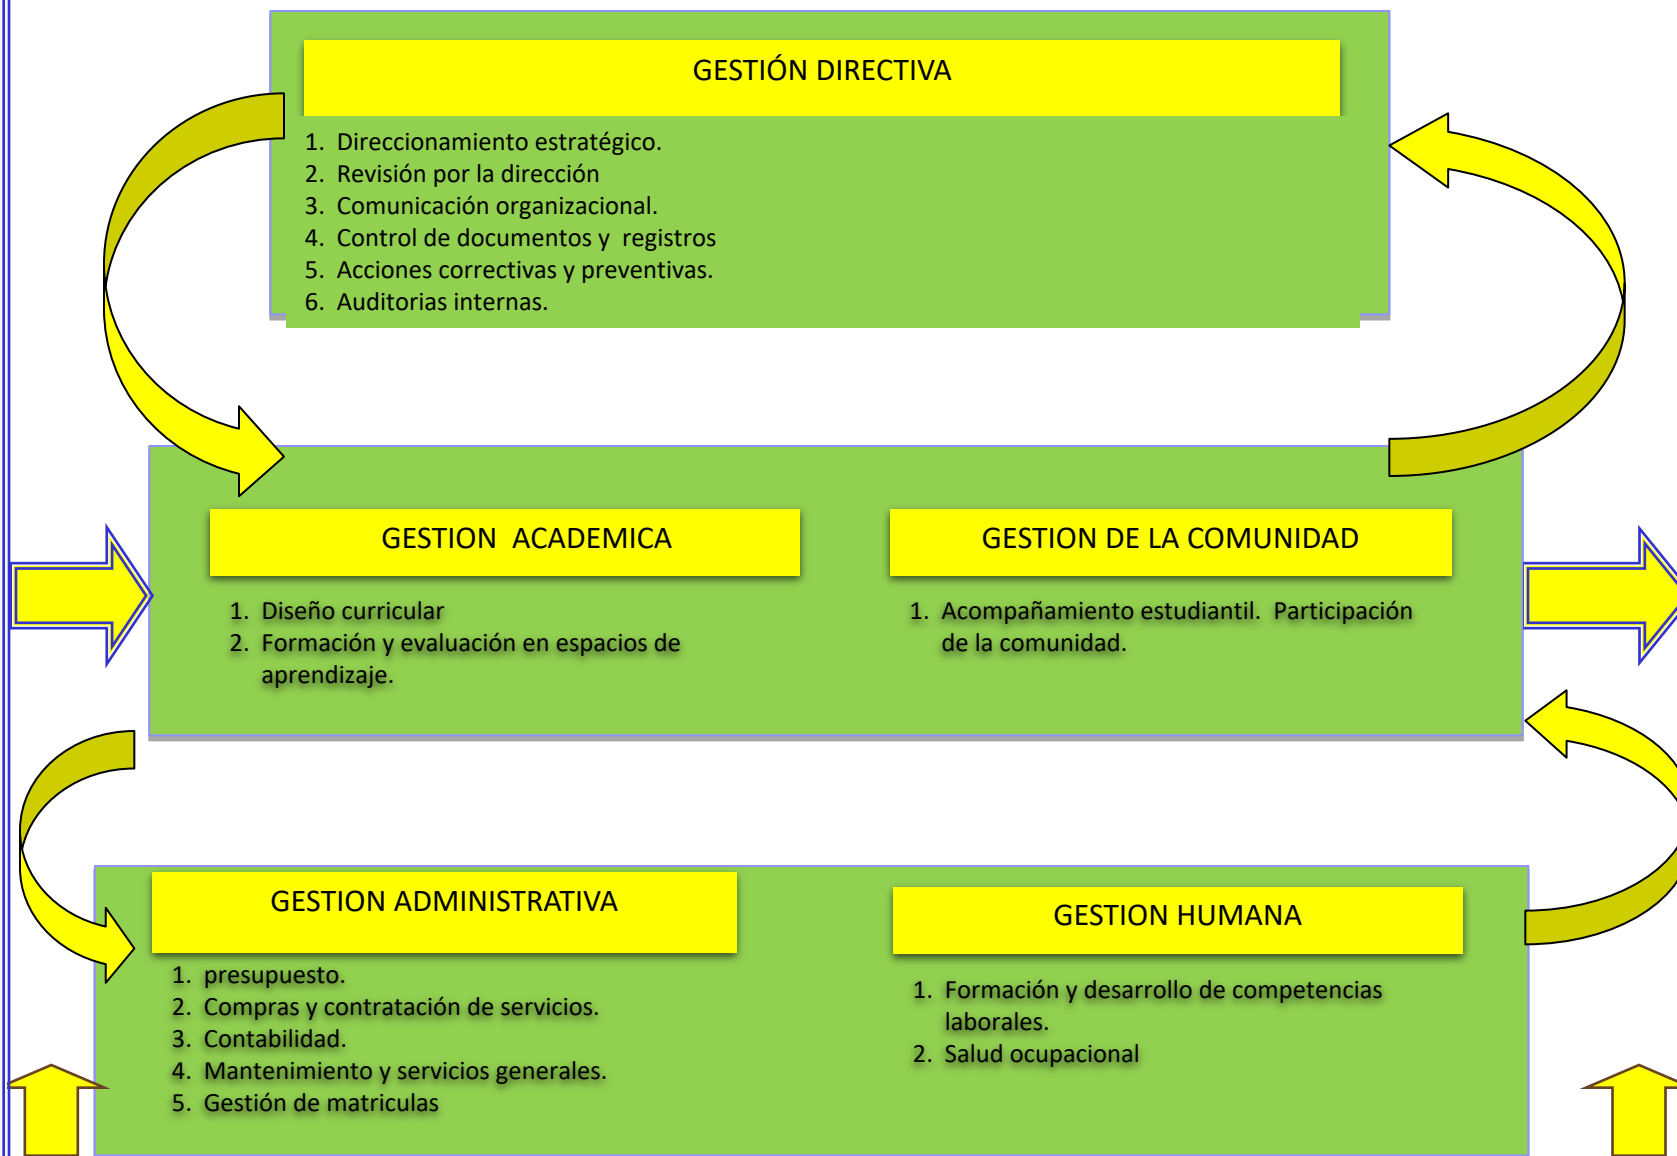 GESTIÓN DIRECTIVA
1. Direccionamiento estratégico.
2. Revisión por la dirección
3. Comunicación organizacional.
4. Control de documentos y  registros
5. Acciones correctivas y preventivas.
6. Auditorias internas.
GESTION  ACADEMICA
1. Diseño curricular
2. Formación y evaluación en espacios de
aprendizaje.
GESTION DE LA COMUNIDAD
1. Acompañamiento estudiantil.  Participación
de la comunidad.
GESTION ADMINISTRATIVA
1. presupuesto.
2. Compras y contratación de servicios.
3. Contabilidad.
4. Mantenimiento y servicios generales.
5. Gestión de matriculas
GESTION HUMANA
1. Formación y desarrollo de competencias
laborales.
2. Salud ocupacional